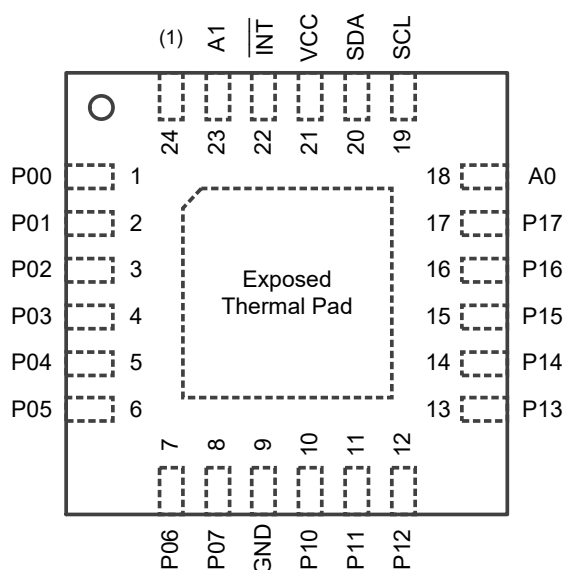 (1) A1 INT VCC SDA SCL
24 23 22 21 20 19
P00 1 18 A0
P01 2 17 P17
P02 3 16 P16
Exposed
Thermal Pad
P03 4 15 P15
P04 5 14 P14
P05 6 13 P13
7 8 9 10 11 12
P06 P07 GND P10 P11 P12